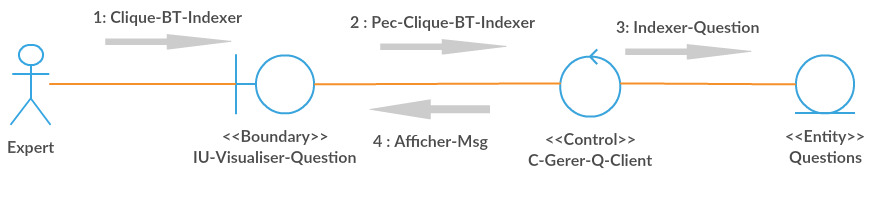 1: Clique-BT-Indexer
2 : Pec-Clique-BT-Indexer
3: Indexer-Question
4 : Afficher-Msg
Expert
<<Boundary>>
IU-Visualiser-Question
<<Control>>
C-Gerer-Q-Client
<<Entity>>
Questions